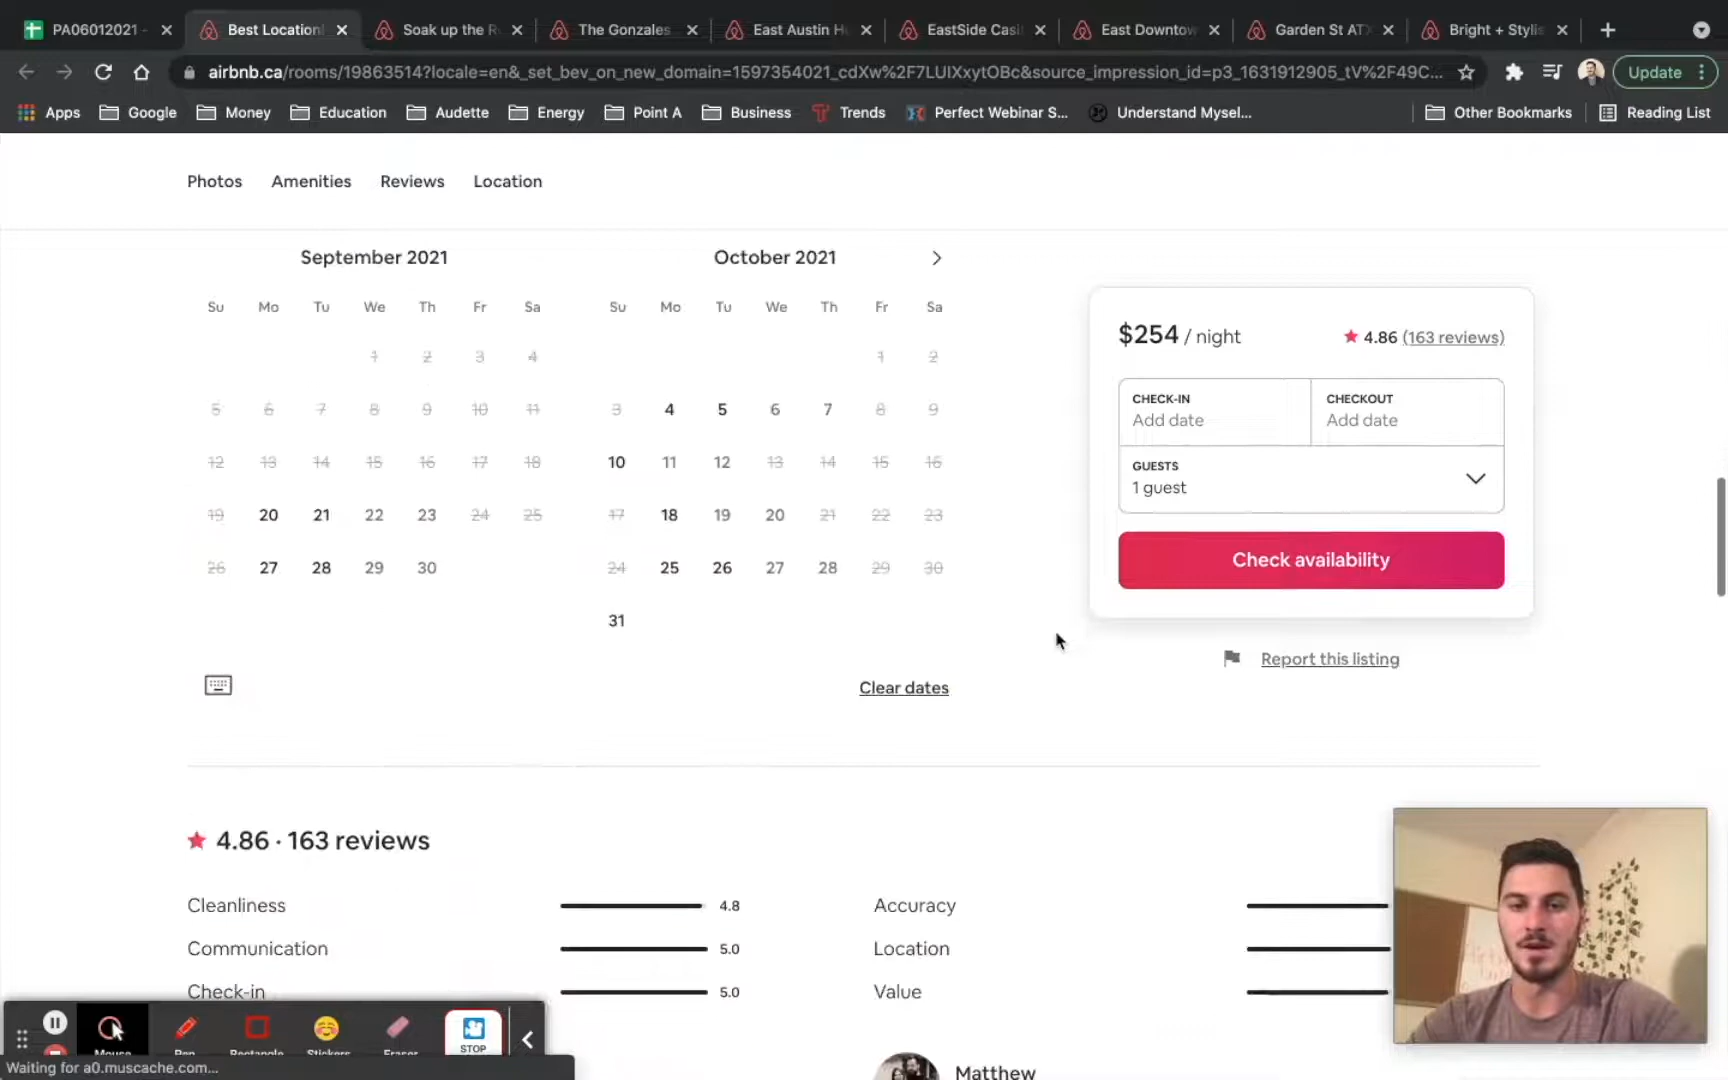 PA06012021 -
Best Location
Soak up the R
The Gonzales
East Austin H
EastSide Casi
East Downtow
Garden St ATX
Bright + Stylis
airbnb.ca/rooms/19863514?locale=en&_set_bev_on_new_domain=1597354021_cdXw%2F7LUIXxytOBc&source_impression_id=p3_1631912905_tV%2F49C...
Update
Apps Google Money Education Audette Energy Point A Business Trends Perfect Webinar S... Understand Mysel... Other Bookmarks Reading List
Photos Amenities Reviews Location
September 2021 October 2021
Su Mo Tu We Th Fr Sa Su Mo Tu We Th Fr Sa
1 2 3 4 1 2
5 6 7 8 9 10 11 3 4 5 6 7 8 9
12 13 14 15 16 17 18 10 11 12 13 14 15 16
19 20 21 22 23 24 25 17 18 19 20 21 22 23
26 27 28 29 30 24 25 26 27 28 29 30
31
Clear dates
$254 / night
4.86 (163 reviews)
CHECK-IN CHECKOUT
Add date Add date
GUESTS
1 guest
Check availability
Report this listing
4.86 · 163 reviews
Cleanliness 4.8 Accuracy
Communication 5.0 Location
Check-in 5.0 Value
Mouse Pen Rectangle Stickers Eraser STOP
Waiting for a0.muscache.com...
Matthew